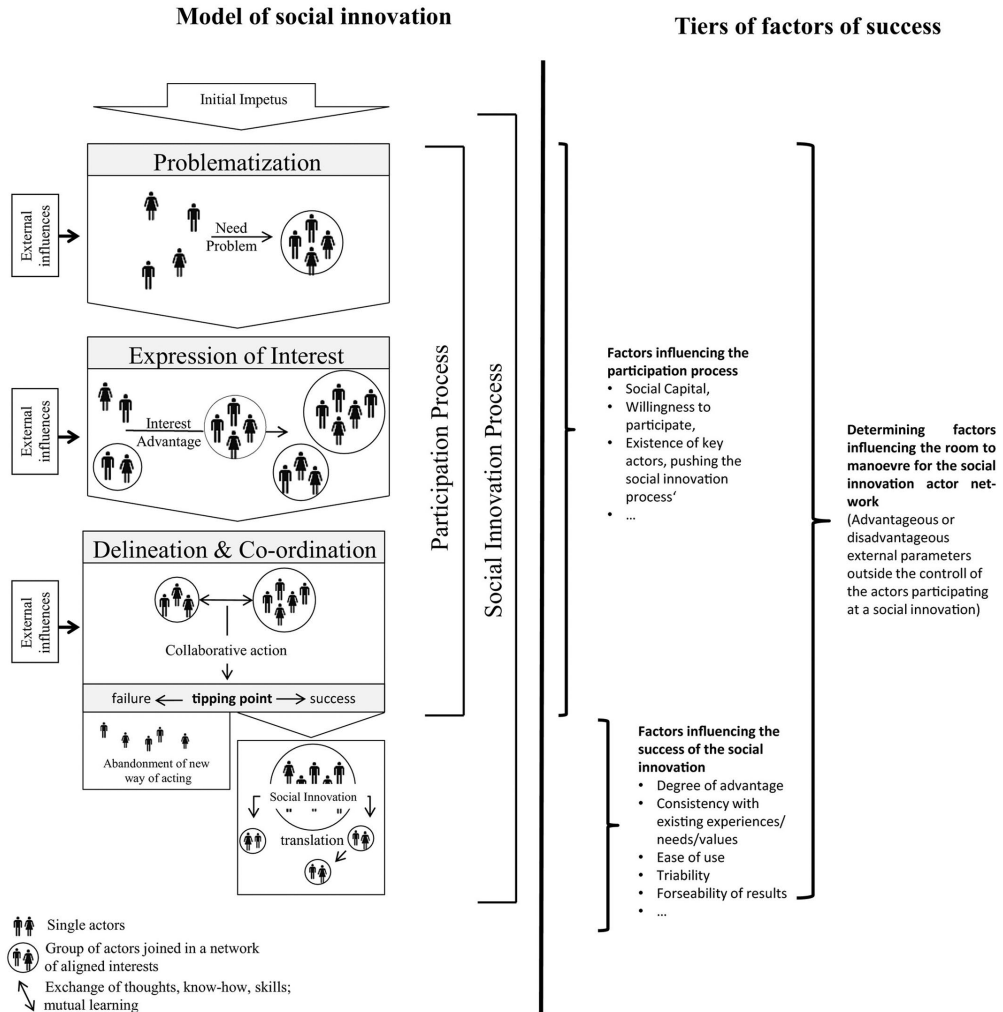 Model of social innovation
Tiers of factors of success
Initial Impetus
Problematization
External
influences
Need
Problem
Expression of Interest
External
influences
Interest
Advantage
Delineation & Co-ordination
External
influences
Collaborative action
failure
tipping point
success
Abandonment of new
way of acting
Social Innovation
translation
Participation Process
Social Innovation Process
Single actors
Group of actors joined in a network
of aligned interests
Exchange of thoughts, know-how, skills;
mutual learning
Factors influencing the
participation process
• Social Capital,
• Willingness to
participate,
• Existence of key
actors, pushing the
social innovation
process‘
• ...
Factors influencing the
success of the social
innovation
• Degree of advantage
• Consistency with
existing experiences/
needs/values
• Ease of use
• Triability
• Forseability of results
• ...
Determining factors
influencing the room to
manoevre for the social
innovation actor net-
work
(Advantageous or
disadvantageous
external parameters
outside the controll of
the actors participating
at a social innovation)